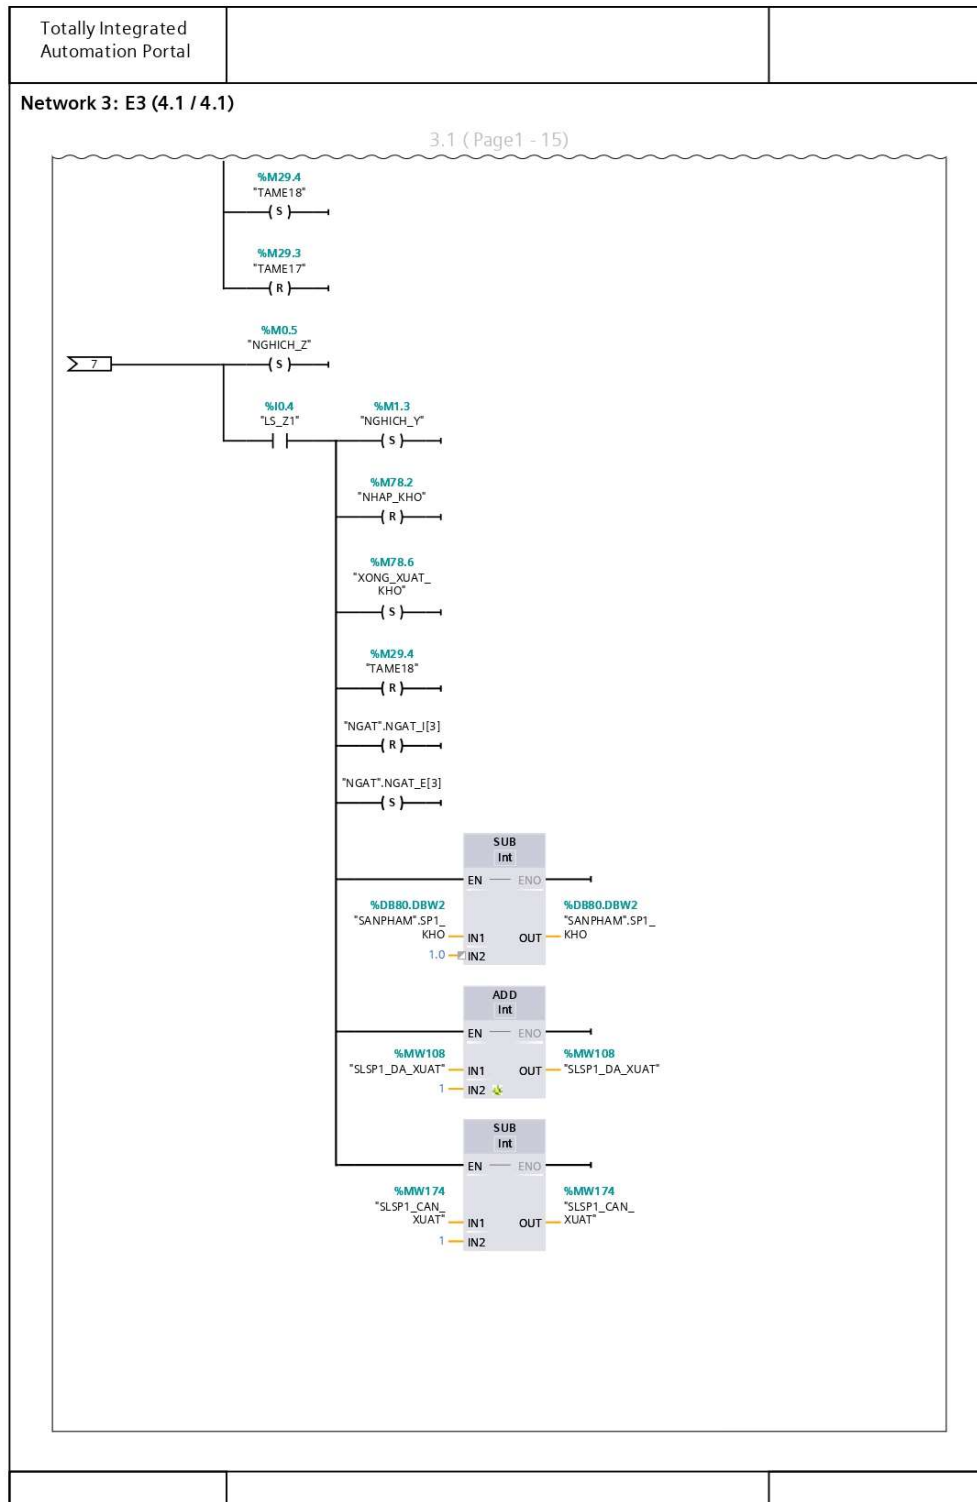 Totally Integrated
Automation Portal
Network 3: E3 (4.1 / 4.1)
3.1 ( Page1 - 15)
%M29.4
"TAME18"
( S )
%M29.3
"TAME17"
( R )
%M0.5
"NGHICH_Z"
7
( S )
%I0.4
"LS_Z1"
%M1.3
"NGHICH_Y"
( S )
%M78.2
"NHAP_KHO"
( R )
%M78.6
"XONG_XUAT_
KHO"
( S )
%M29.4
"TAME18"
( R )
"NGAT".NGAT_I[3]
( R )
"NGAT".NGAT_E[3]
( S )
SUB
Int
EN ENO
%DB80.DBW2
"SANPHAM".SP1_
KHO
IN1
1.0
IN2
%DB80.DBW2
"SANPHAM".SP1_
OUT KHO
ADD
Int
EN ENO
%MW108
"SLSP1_DA_XUAT"
IN1
1
IN2
%MW108
OUT "SLSP1_DA_XUAT"
SUB
Int
EN ENO
%MW174
"SLSP1_CAN_
XUAT"
IN1
1
IN2
%MW174
"SLSP1_CAN_
OUT XUAT"